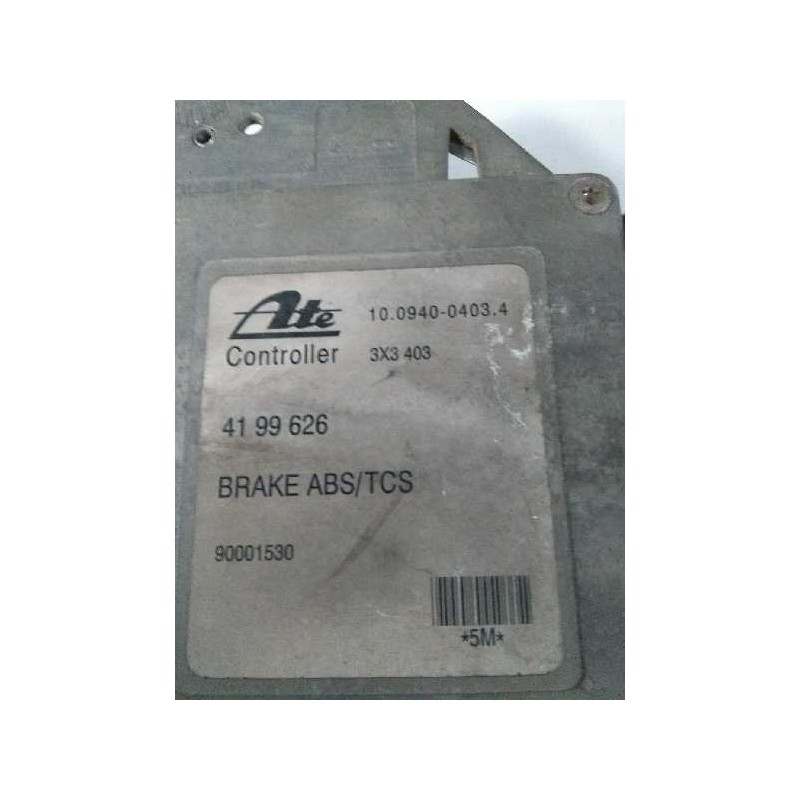 Ate 10.0940-0403.4
Controller 3X3 403
41 99 626
BRAKE ABS/TCS
90001530
*5M*